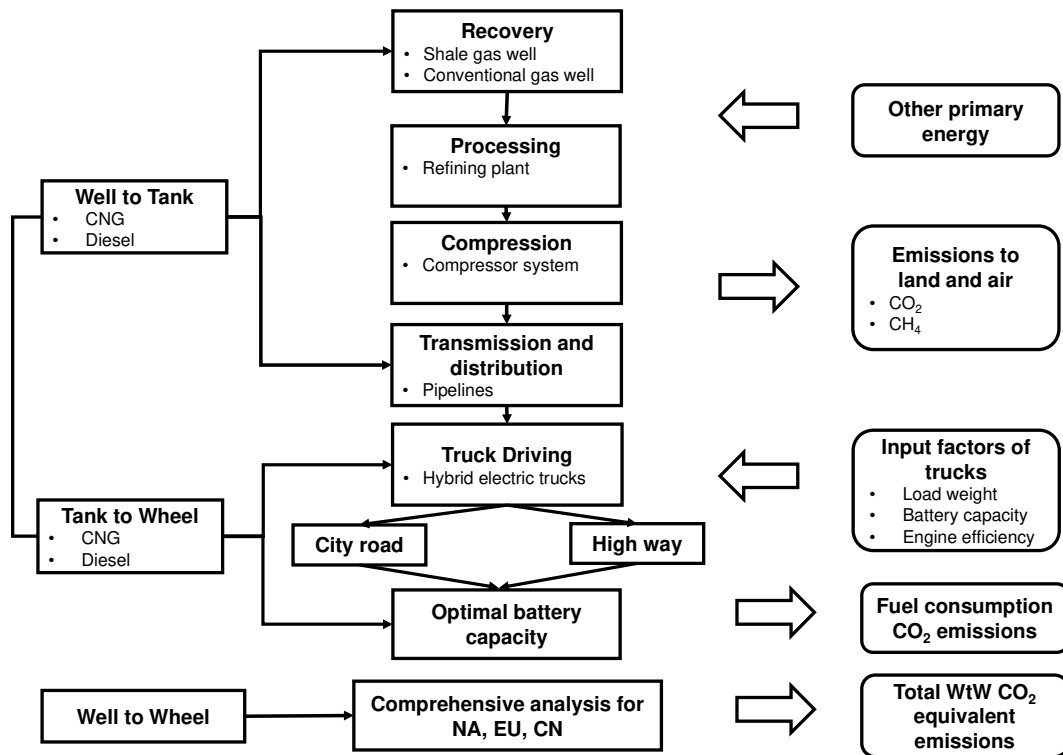 Recovery
• Shale gas well
• Conventional gas well
Other primary
energy
Processing
• Refining plant
Well to Tank
• CNG
• Diesel
Compression
• Compressor system
Emissions to
land and air
• CO₂
• CH₄
Transmission and
distribution
• Pipelines
Truck Driving
• Hybrid electric trucks
Input factors of
trucks
• Load weight
• Battery capacity
• Engine efficiency
Tank to Wheel
• CNG
• Diesel
City road
High way
Optimal battery
capacity
Fuel consumption
CO₂ emissions
Well to Wheel
Comprehensive analysis for
NA, EU, CN
Total WtW CO₂
equivalent
emissions